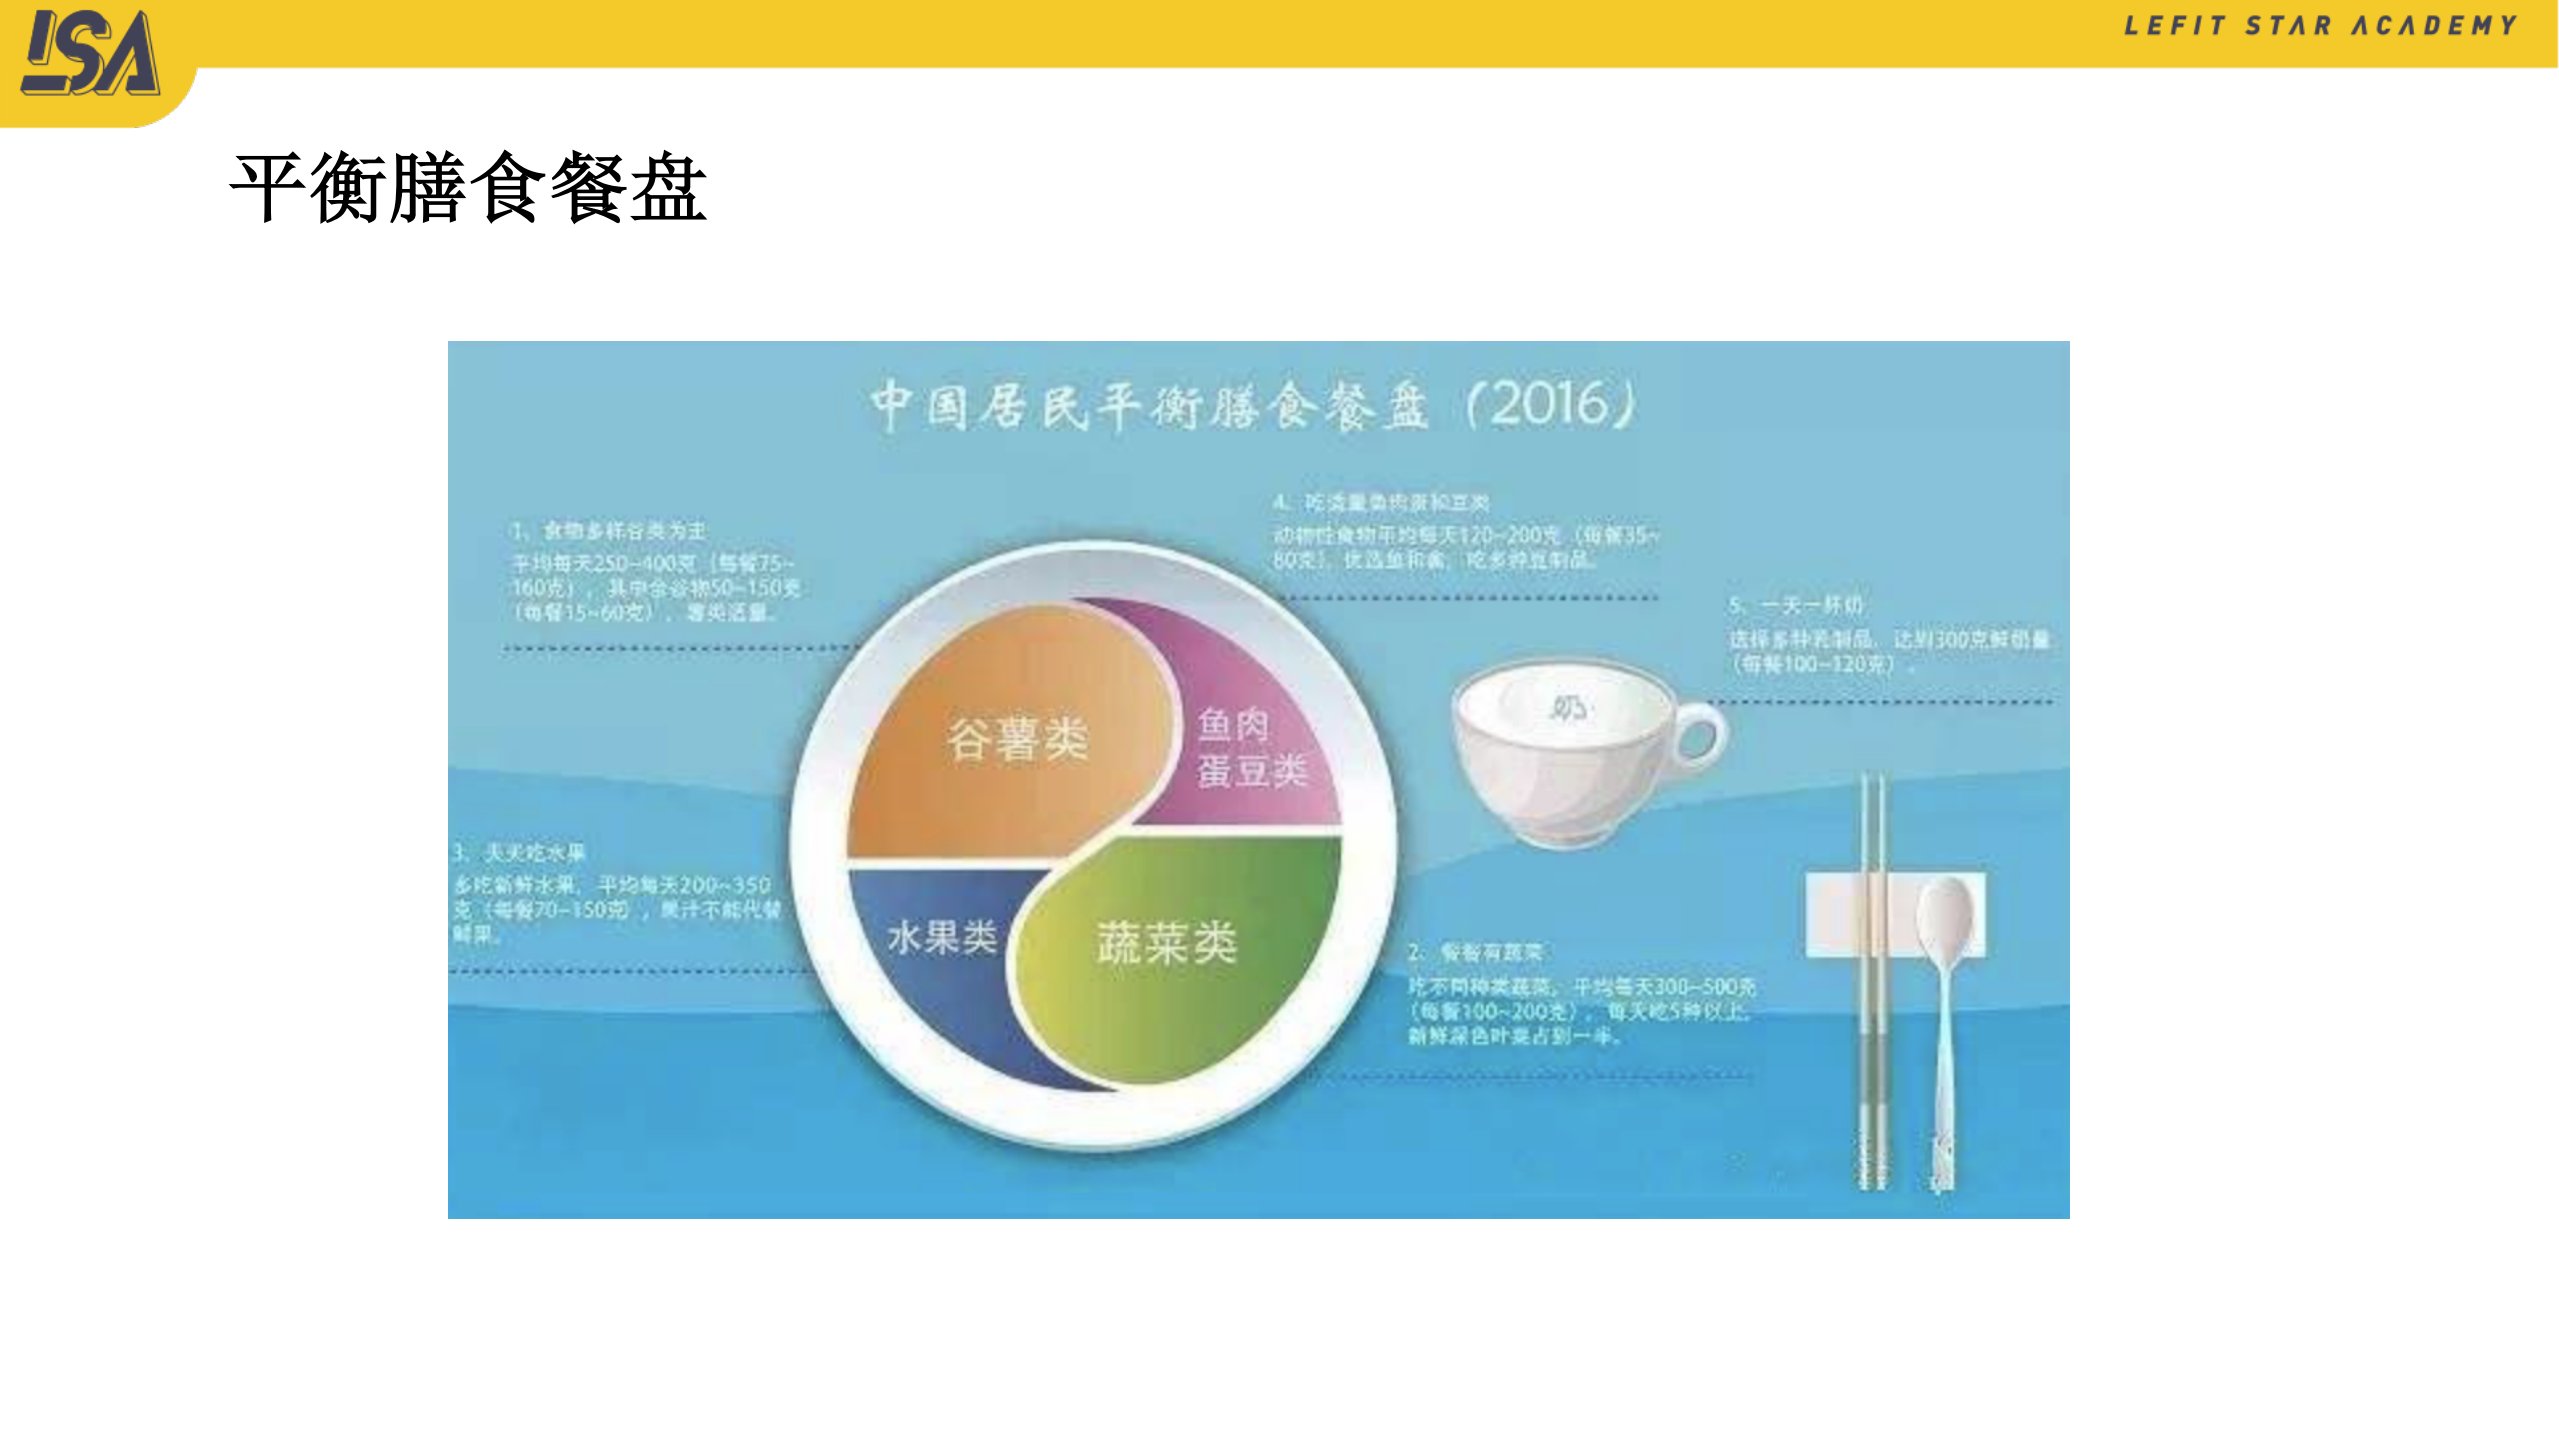 LSA
LEFIT STAR ACADEMY
平衡膳食餐盘
中国居民平衡膳食餐盘（2016）
1、食物多样谷类为主
平均每天250~400克（每餐75~
160克），其中全谷物50~150克
（每餐15~60克），薯类适量。
4、吃适量鱼肉蛋和豆类
动物性食物平均每天120~200克（每餐35~
80克），优选鱼和禽，吃多种豆制品。
5、一天一杯奶
选择多种乳制品，达到300克鲜奶量
（每餐100~120克）。
谷薯类
鱼肉
蛋豆类
奶
3、天天吃水果
多吃新鲜水果，平均每天200~350
克（每餐70~150克），果汁不能代替
鲜果。
水果类
蔬菜类
2、餐餐有蔬菜
吃不同种类蔬菜，平均每天300~500克
（每餐100~200克），每天吃5种以上，
新鲜深色叶菜占到一半。